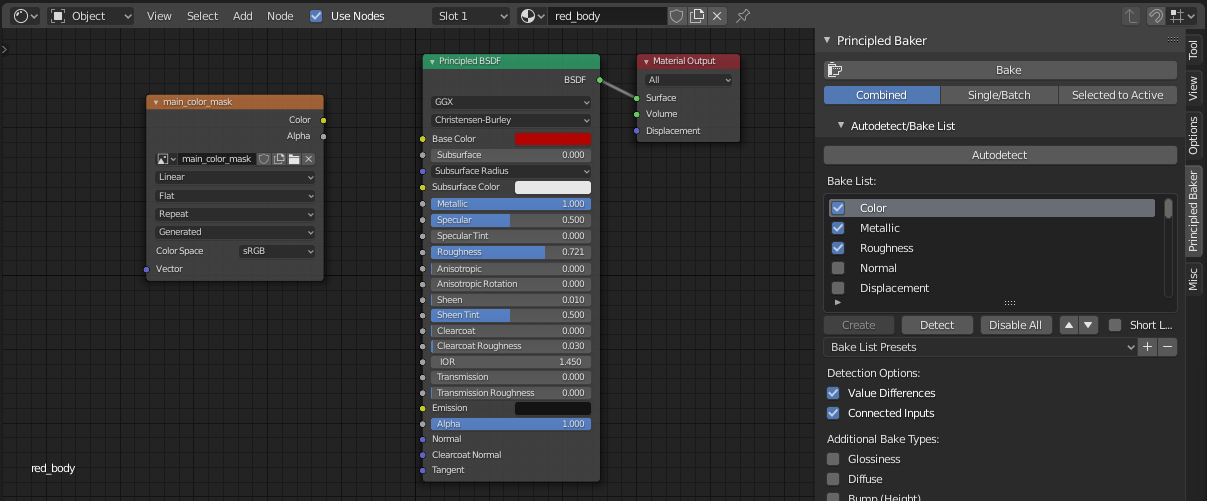 Object View Select Add Node Use Nodes Slot 1 red_body
main_color_mask
Color
Alpha
main_color_mask
Linear
Flat
Repeat
Generated
Color Space sRGB
Vector
Principled BSDF
BSDF
GGX
Christensen-Burley
Base Color
Subsurface 0.000
Subsurface Radius
Subsurface Color
Metallic 1.000
Specular 0.500
Specular Tint 0.000
Roughness 0.721
Anisotropic 0.000
Anisotropic Rotation 0.000
Sheen 0.010
Sheen Tint 0.500
Clearcoat 0.000
Clearcoat Roughness 0.030
IOR 1.450
Transmission 0.000
Transmission Roughness 0.000
Emission
Alpha 1.000
Normal
Clearcoat Normal
Tangent
Material Output
All
Surface
Volume
Displacement
red_body
Principled Baker
Bake
Combined Single/Batch Selected to Active
Autodetect/Bake List
Autodetect
Bake List:
Color
Metallic
Roughness
Normal
Displacement
Create Detect Disable All Short L...
Bake List Presets
Detection Options:
Value Differences
Connected Inputs
Additional Bake Types:
Glossiness
Diffuse
Bump (Height)
Tool
View
Options
Principled Baker
Misc